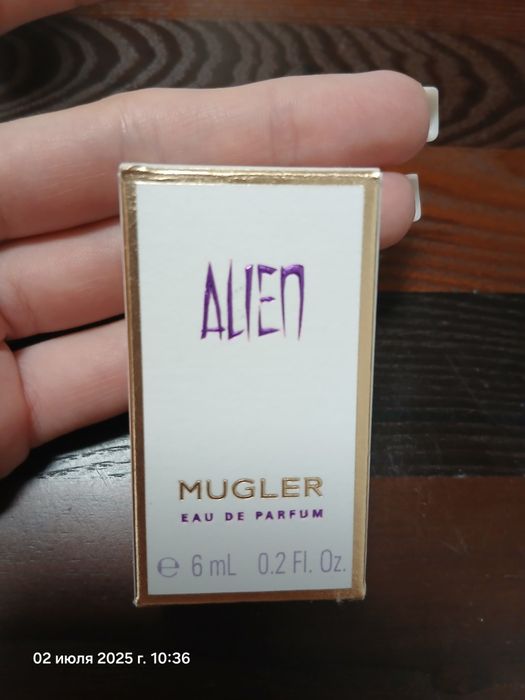 ALIEN
MUGLER
EAU DE PARFUM
℮ 6 mL 0.2 Fl. Oz.
02 июля 2025 г. 10:36